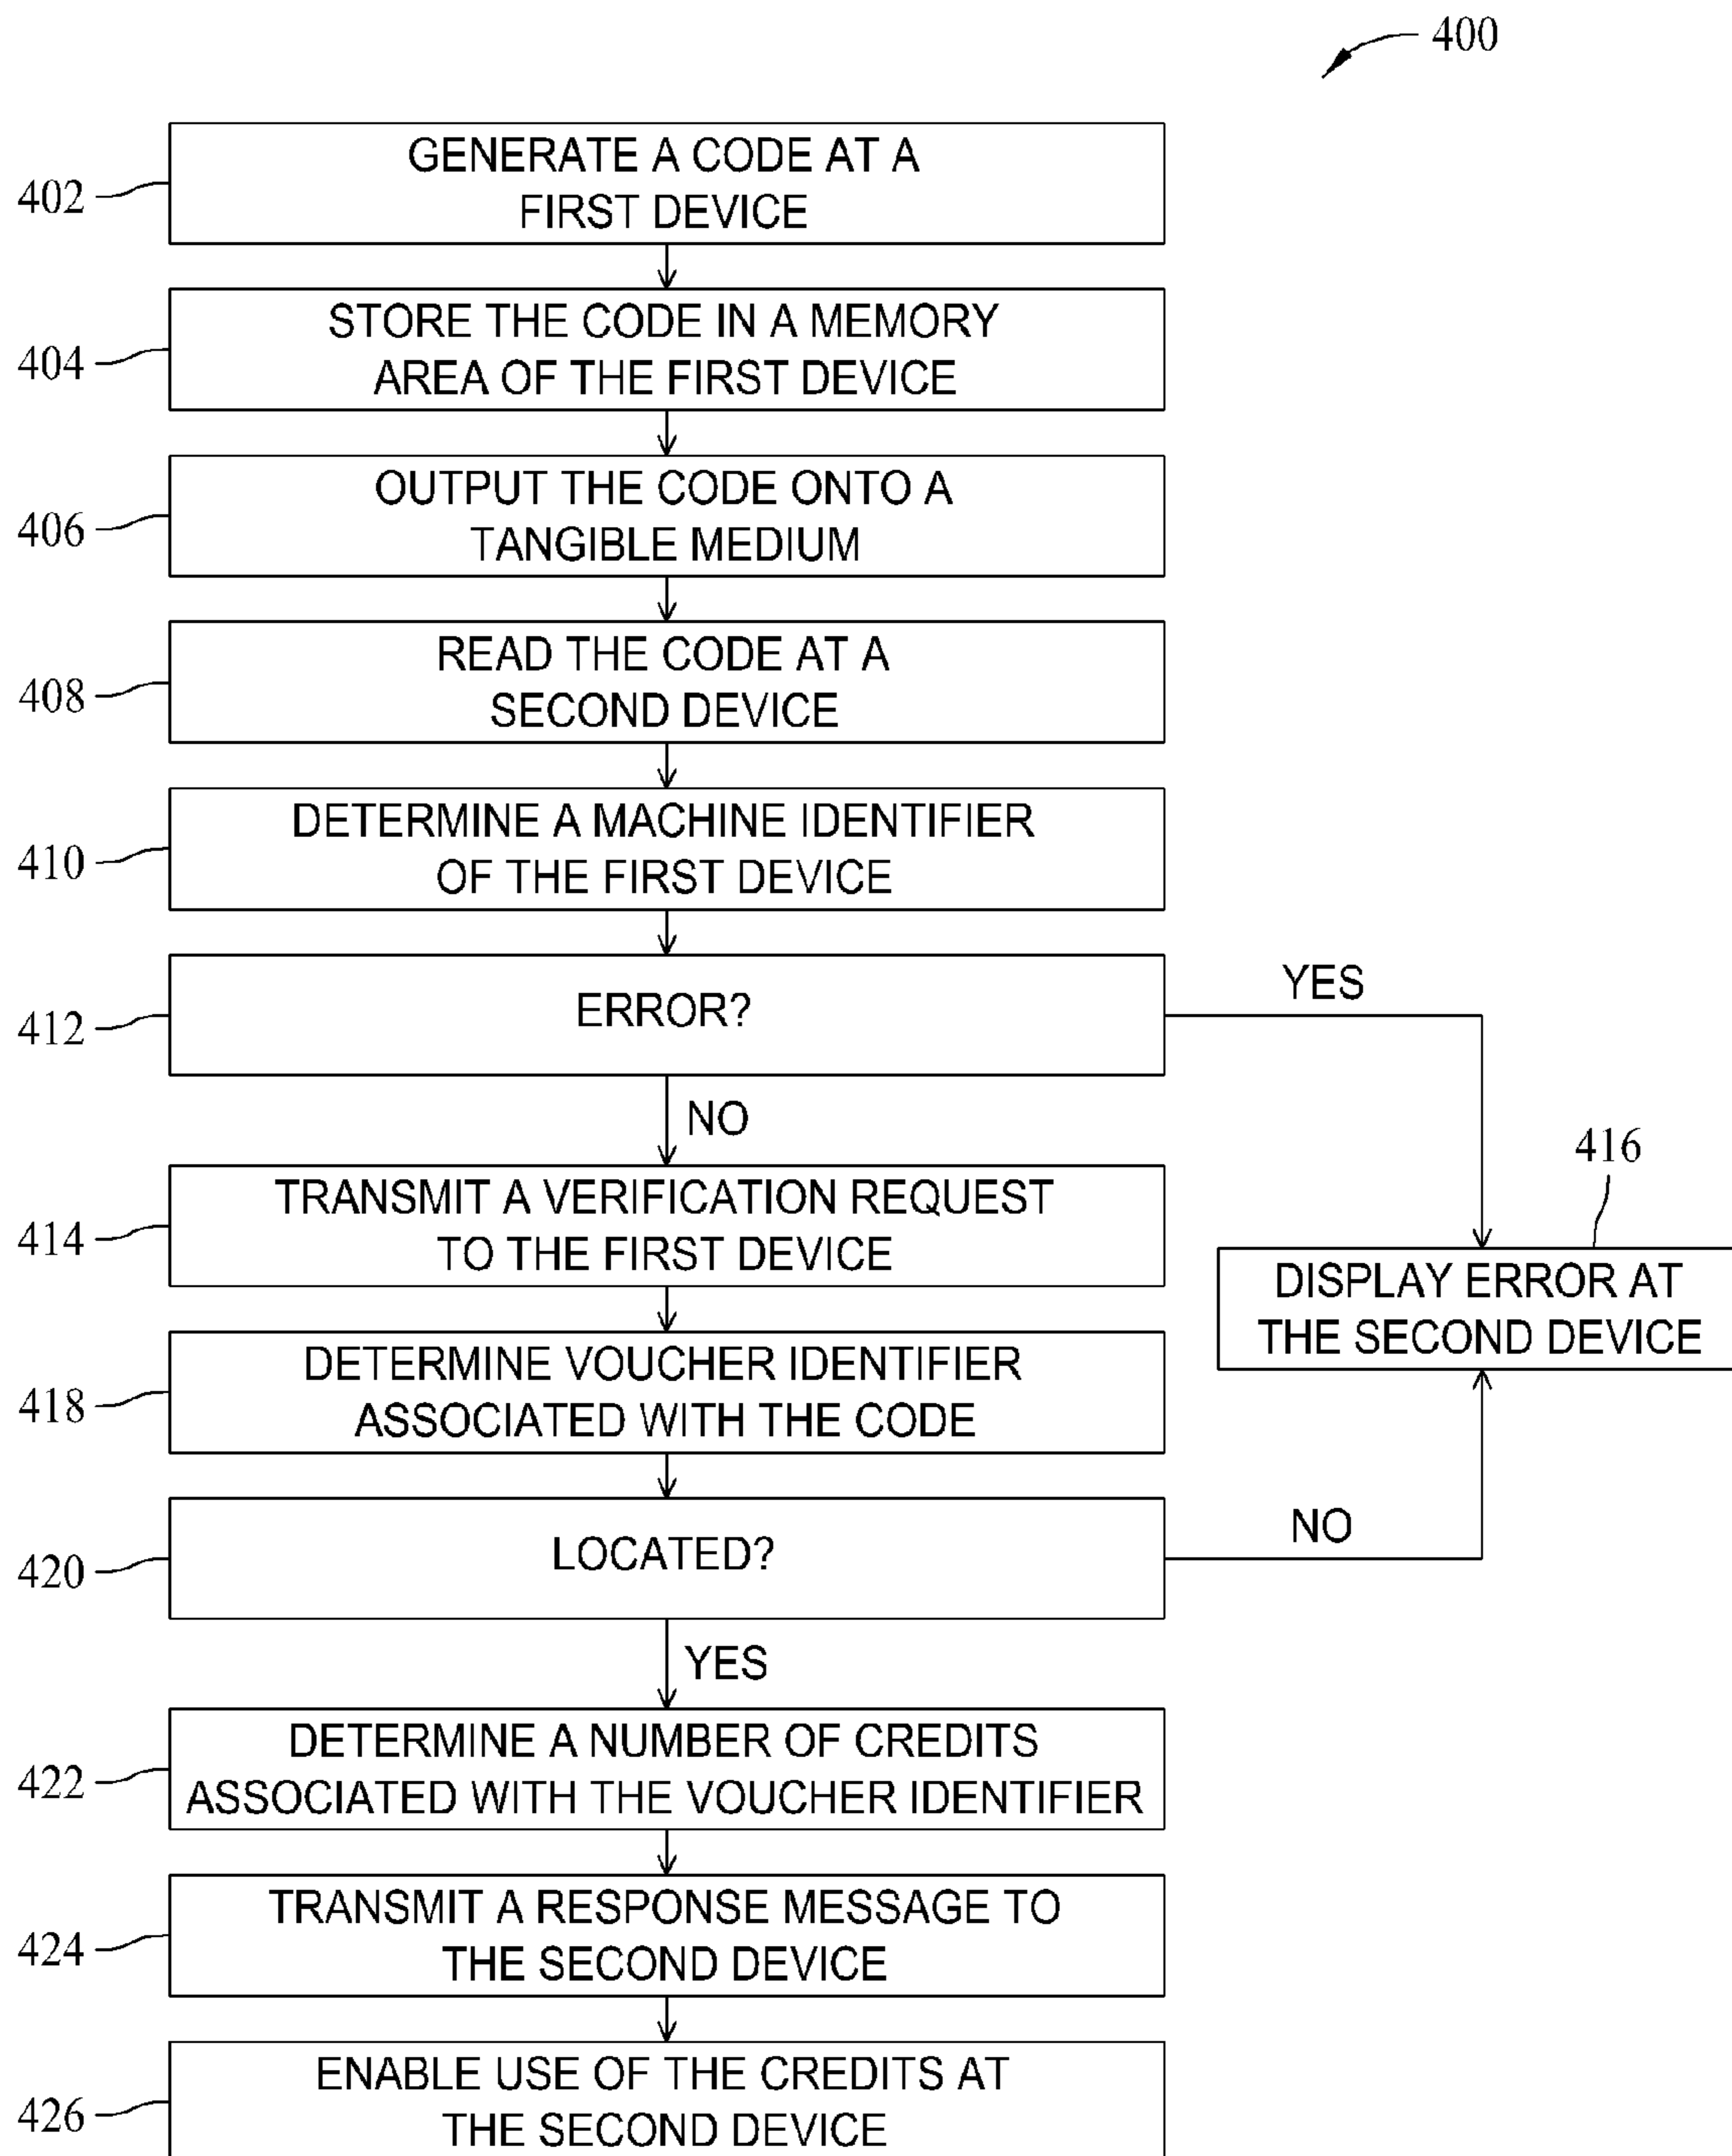 400
402
GENERATE A CODE AT A
FIRST DEVICE
404
STORE THE CODE IN A MEMORY
AREA OF THE FIRST DEVICE
406
OUTPUT THE CODE ONTO A
TANGIBLE MEDIUM
408
READ THE CODE AT A
SECOND DEVICE
410
DETERMINE A MACHINE IDENTIFIER
OF THE FIRST DEVICE
412
ERROR?
YES
NO
414
TRANSMIT A VERIFICATION REQUEST
TO THE FIRST DEVICE
416
DISPLAY ERROR AT
THE SECOND DEVICE
418
DETERMINE VOUCHER IDENTIFIER
ASSOCIATED WITH THE CODE
420
LOCATED?
NO
YES
422
DETERMINE A NUMBER OF CREDITS
ASSOCIATED WITH THE VOUCHER IDENTIFIER
424
TRANSMIT A RESPONSE MESSAGE TO
THE SECOND DEVICE
426
ENABLE USE OF THE CREDITS AT
THE SECOND DEVICE